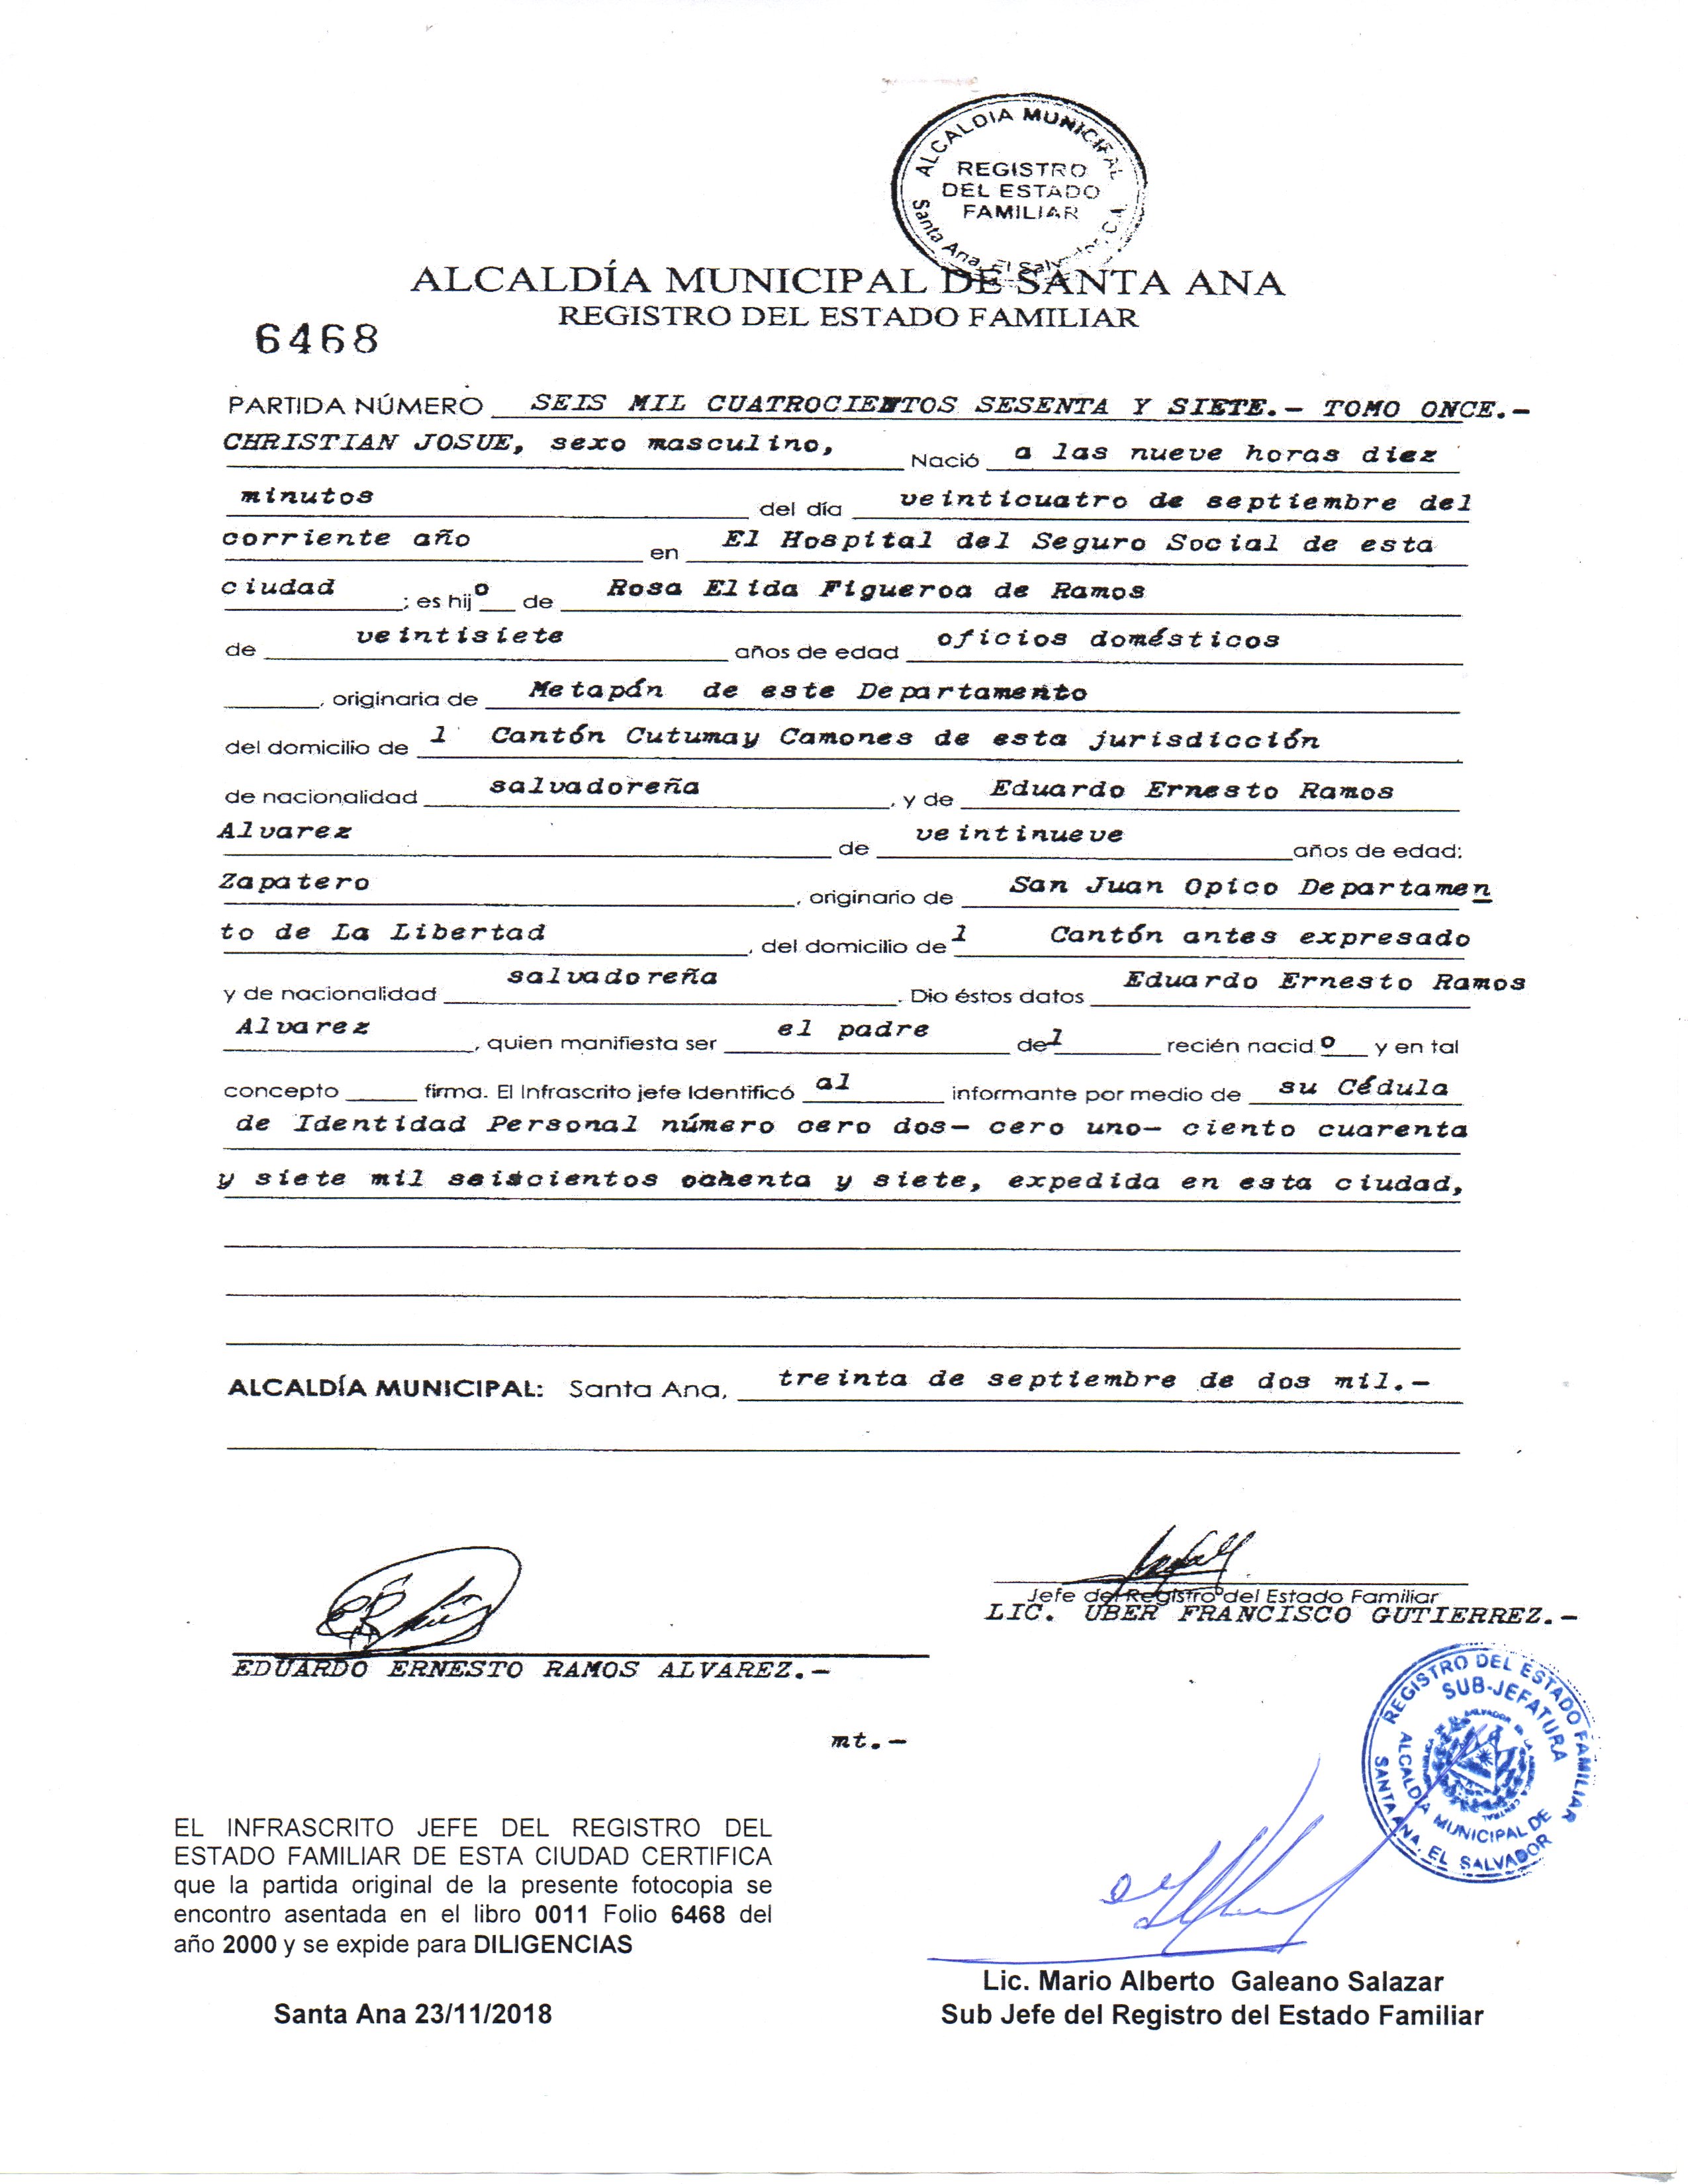 ALCALDIA MUNICIPAL
REGISTRO
DEL ESTADO
FAMILIAR
Santa Ana, El Salvador, C.A.
ALCALDÍA MUNICIPAL DE SANTA ANA
REGISTRO DEL ESTADO FAMILIAR
6468
PARTIDA NÚMERO SEIS MIL CUATROCIENTOS SESENTA Y SIETE.- TOMO ONCE.-
CHRISTIAN JOSUE, sexo masculino, Nació a las nueve horas diez
minutos del día veinticuatro de septiembre del
corriente año en El Hospital del Seguro Social de esta
ciudad ; es hijo de Rosa Elida Figueroa de Ramos
de veintisiete años de edad oficios domésticos
, originaria de Metapán de este Departamento
del domicilio de l Cantón Cutumay Camones de esta jurisdicción
de nacionalidad salvadoreña , y de Eduardo Ernesto Ramos
Alvarez de veintinueve años de edad:
Zapatero , originario de San Juan Opico Departamen
to de La Libertad , del domicilio de l Cantón antes expresado
y de nacionalidad salvadoreña . Dio éstos datos Eduardo Ernesto Ramos
Alvarez , quien manifiesta ser el padre del recién nacido y en tal
concepto firma. El Infrascrito jefe Identificó al informante por medio de su Cédula
de Identidad Personal número cero dos- cero uno- ciento cuarenta
y siete mil seiscientos ochenta y siete, expedida en esta ciudad,
ALCALDÍA MUNICIPAL: Santa Ana, treinta de septiembre de dos mil.-
Jefe del Registro del Estado Familiar
LIC. UBER FRANCISCO GUTIERREZ.-
EDUARDO ERNESTO RAMOS ALVAREZ.-
mt.-
REGISTRO DEL ESTADO FAMILIAR
SUB-JEFATURA
ALCALDÍA MUNICIPAL DE
SANTA ANA, EL SALVADOR
EL INFRASCRITO JEFE DEL REGISTRO DEL
ESTADO FAMILIAR DE ESTA CIUDAD CERTIFICA
que la partida original de la presente fotocopia se
encontro asentada en el libro 0011 Folio 6468 del
año 2000 y se expide para DILIGENCIAS
Santa Ana 23/11/2018
Lic. Mario Alberto Galeano Salazar
Sub Jefe del Registro del Estado Familiar